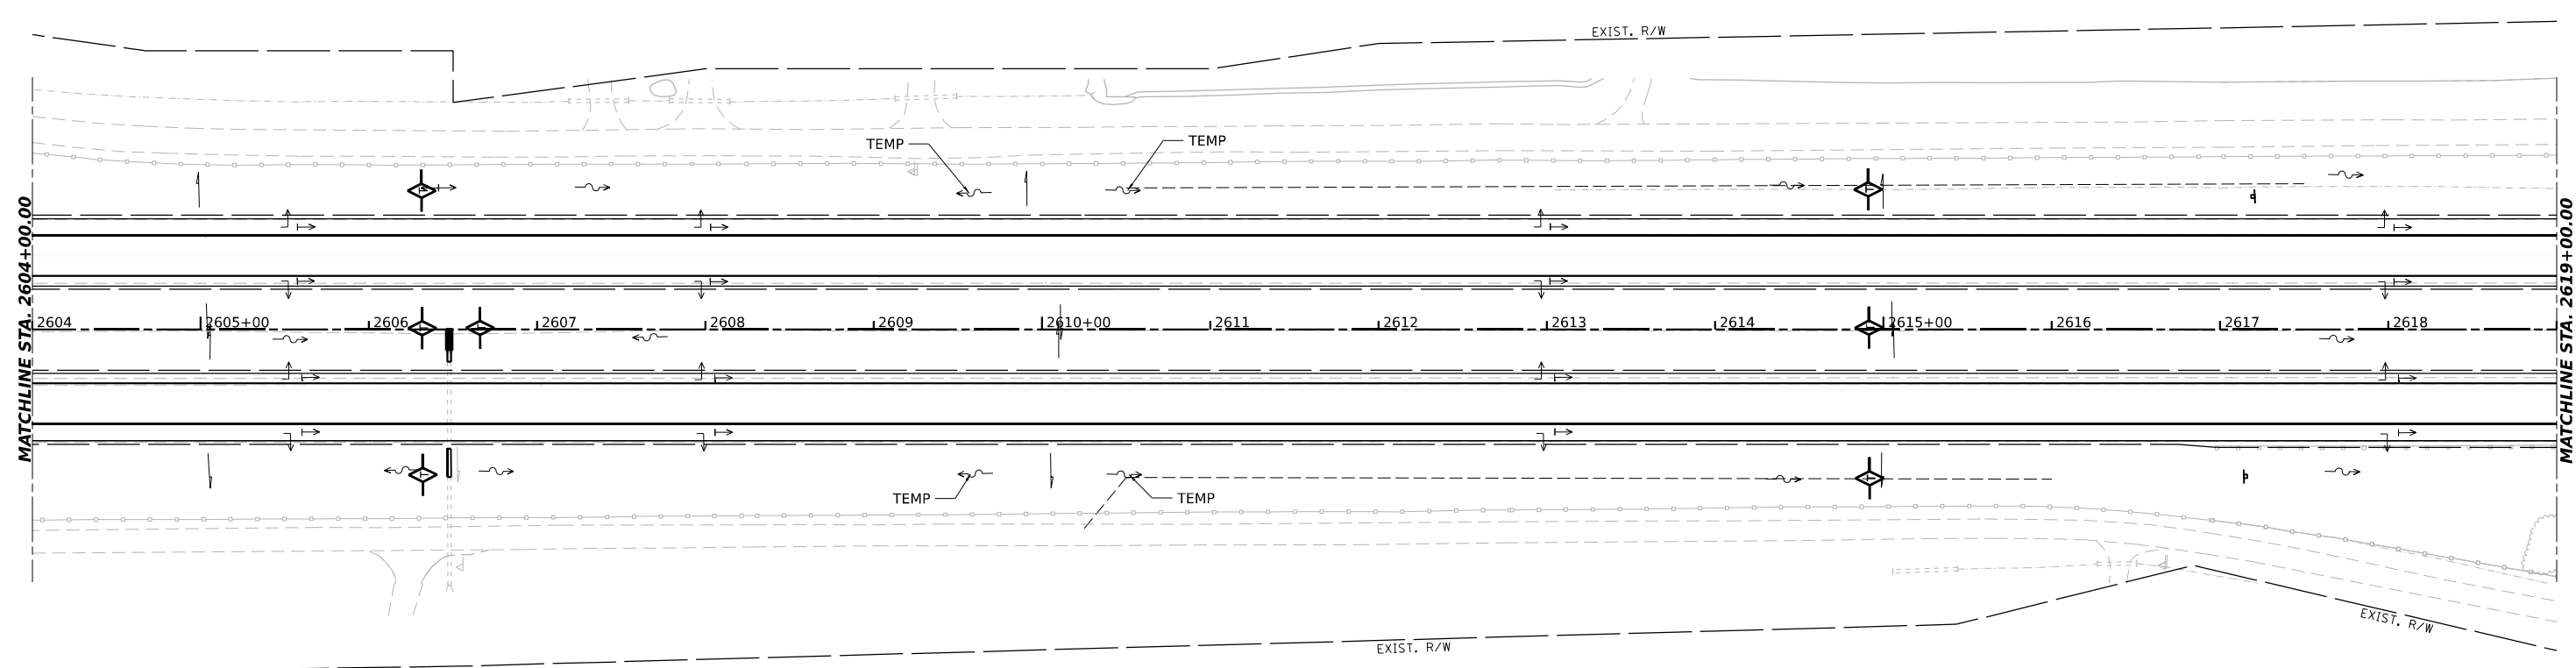 EXIST. R/W
TEMP
TEMP
MATCHLINE STA. 2604+00.00
MATCHLINE STA. 2619+00.00
2604
2605+00
2606
2607
2608
2609
2610+00
2611
2612
2613
2614
2615+00
2616
2617
2618
TEMP
TEMP
EXIST. R/W
EXIST. R/W